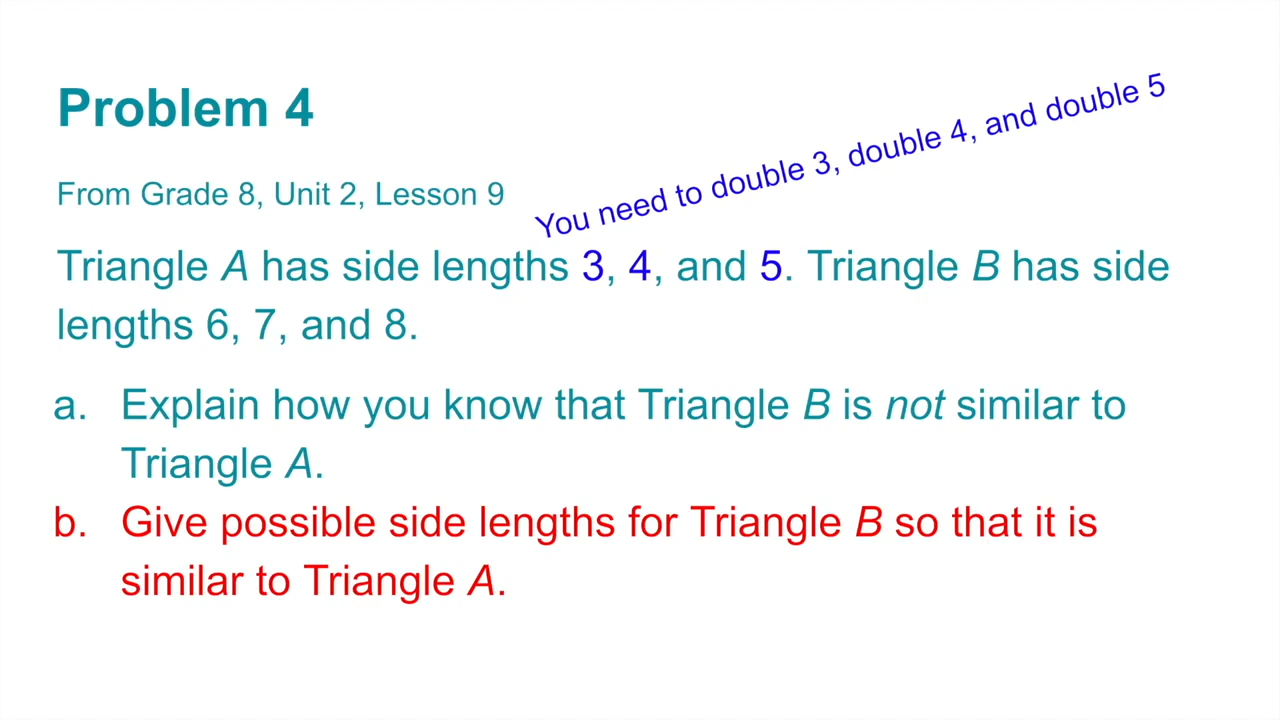 Problem 4
You need to double 3, double 4, and double 5
From Grade 8, Unit 2, Lesson 9
Triangle A has side lengths 3, 4, and 5. Triangle B has side
lengths 6, 7, and 8.
a. Explain how you know that Triangle B is not similar to
Triangle A.
b. Give possible side lengths for Triangle B so that it is
similar to Triangle A.